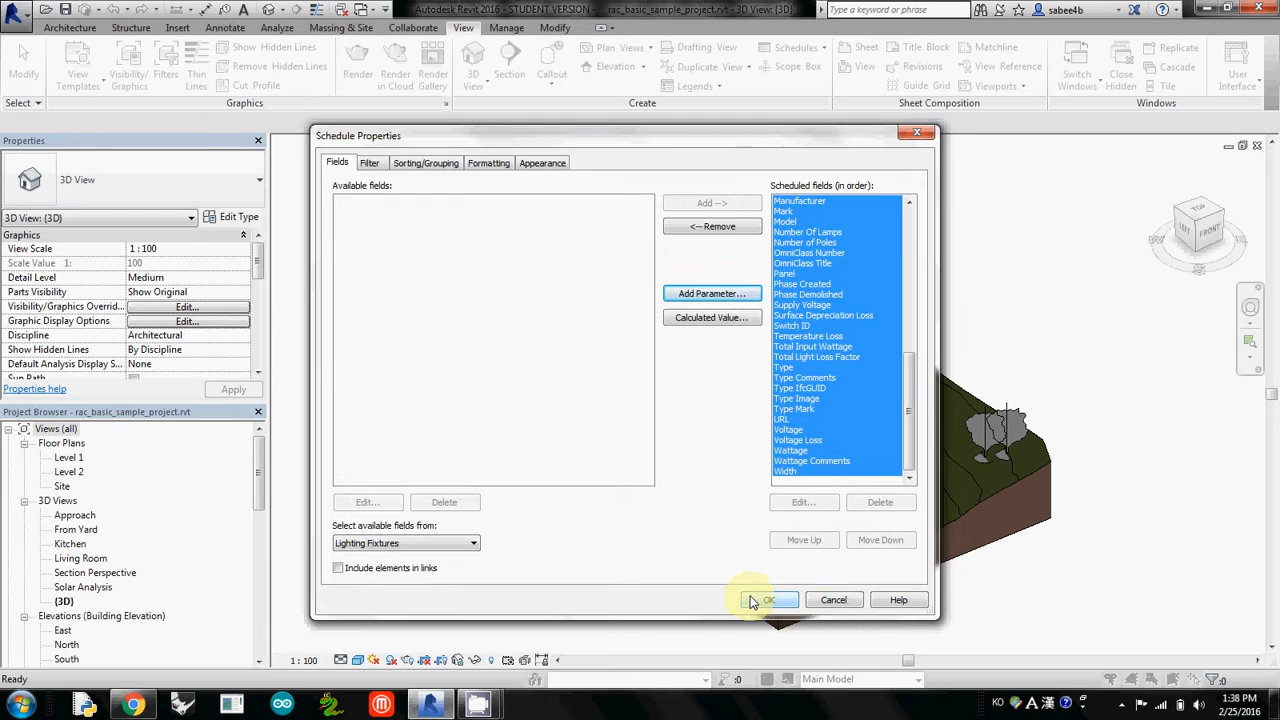 Autodesk Revit 2016 - STUDENT VERSION - rac_basic_sample_project.rvt - 3D View: {3D}
Type a keyword or phrase
sabee4b
Architecture Structure Insert Annotate Analyze Massing & Site Collaborate View Manage Modify
Modify
View Templates
Visibility/ Graphics
Filters
Thin Lines
Show Hidden Lines
Remove Hidden Lines
Cut Profile
Render
Render in Cloud
Render Gallery
3D View
Section
Callout
Plan Views
Elevation
Drafting View
Duplicate View
Legends
Schedules
Scope Box
Sheet
View
Title Block
Revisions
Guide Grid
Matchline
View Reference
Viewports
Switch Windows
Close Hidden
Replicate
Cascade
Tile
User Interface
Select
Graphics
Create
Sheet Composition
Windows
Properties
3D View
3D View: {3D}
Edit Type
Graphics
View Scale 1 : 100
Scale Value 1: 100
Detail Level Medium
Parts Visibility Show Original
Visibility/Graphics Overrid... Edit...
Graphic Display Options Edit...
Discipline Architectural
Show Hidden Lines By Discipline
Default Analysis Display S... None
Sun Path
Properties help
Apply
Project Browser - rac_basic_sample_project.rvt
Views (all)
Floor Plans
Level 1
Level 2
Site
3D Views
Approach
From Yard
Kitchen
Living Room
Section Perspective
Solar Analysis
{3D}
Elevations (Building Elevation)
East
North
South
Schedule Properties
Fields Filter Sorting/Grouping Formatting Appearance
Available fields:
Add -->
<-- Remove
Add Parameter...
Calculated Value...
Scheduled fields (in order):
Manufacturer
Mark
Model
Number Of Lamps
Number of Poles
OmniClass Number
OmniClass Title
Panel
Phase Created
Phase Demolished
Supply Voltage
Surface Depreciation Loss
Switch ID
Temperature Loss
Total Input Wattage
Total Light Loss Factor
Type
Type Comments
Type IfcGUID
Type Image
Type Mark
URL
Voltage
Voltage Loss
Wattage
Wattage Comments
Width
Edit... Delete
Edit... Delete
Select available fields from:
Lighting Fixtures
Move Up Move Down
Include elements in links
OK Cancel Help
TOP
LEFT
FRONT
1 : 100
Ready
:0
Main Model
:0
KO
A
漢
1:38 PM
2/25/2016